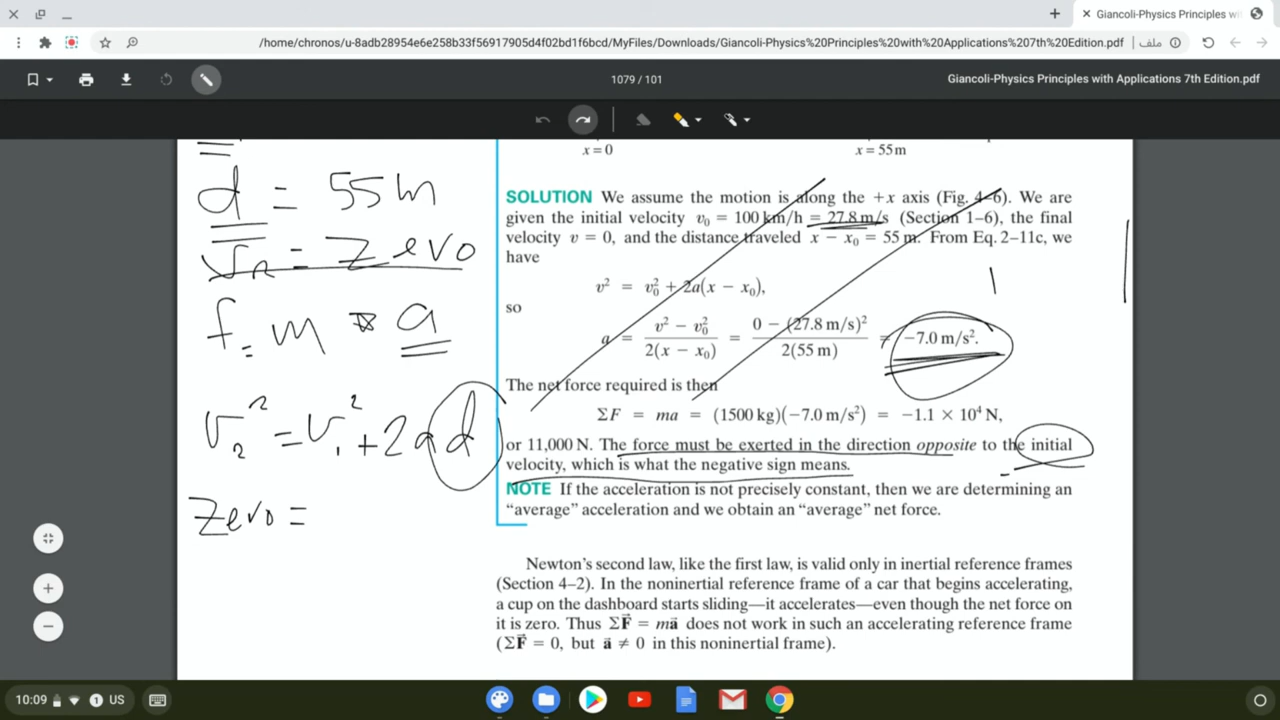 Giancoli-Physics Principles wit
/home/chronos/u-8adb28954e6e258b33f56917905d4f02bd1f6bcd/MyFiles/Downloads/Giancoli-Physics%20Principles%20with%20Applications%207th%20Edition.pdf | ملف
1079 / 101
Giancoli-Physics Principles with Applications 7th Edition.pdf
x = 0
x = 55 m
d = 55 m
= Zero
f = m * a
v₂² = v₁² + 2ad
Zero =
SOLUTION We assume the motion is along the +x axis (Fig. 4–6). We are
given the initial velocity v₀ = 100 km/h = 27.8 m/s (Section 1–6), the final
velocity v = 0, and the distance traveled x − x₀ = 55 m. From Eq. 2–11c, we
have
v² = v₀² + 2a(x − x₀),
so
a = (v² − v₀²) / 2(x − x₀) = (0 − (27.8 m/s)²) / 2(55 m) = −7.0 m/s².
The net force required is then
ΣF = ma = (1500 kg)(−7.0 m/s²) = −1.1 × 10⁴ N,
or 11,000 N. The force must be exerted in the direction opposite to the initial
velocity, which is what the negative sign means.
NOTE If the acceleration is not precisely constant, then we are determining an
“average” acceleration and we obtain an “average” net force.
Newton’s second law, like the first law, is valid only in inertial reference frames
(Section 4–2). In the noninertial reference frame of a car that begins accelerating,
a cup on the dashboard starts sliding—it accelerates—even though the net force on
it is zero. Thus ΣF⃗ = ma⃗ does not work in such an accelerating reference frame
(ΣF⃗ = 0, but a⃗ ≠ 0 in this noninertial frame).
10:09 1 US